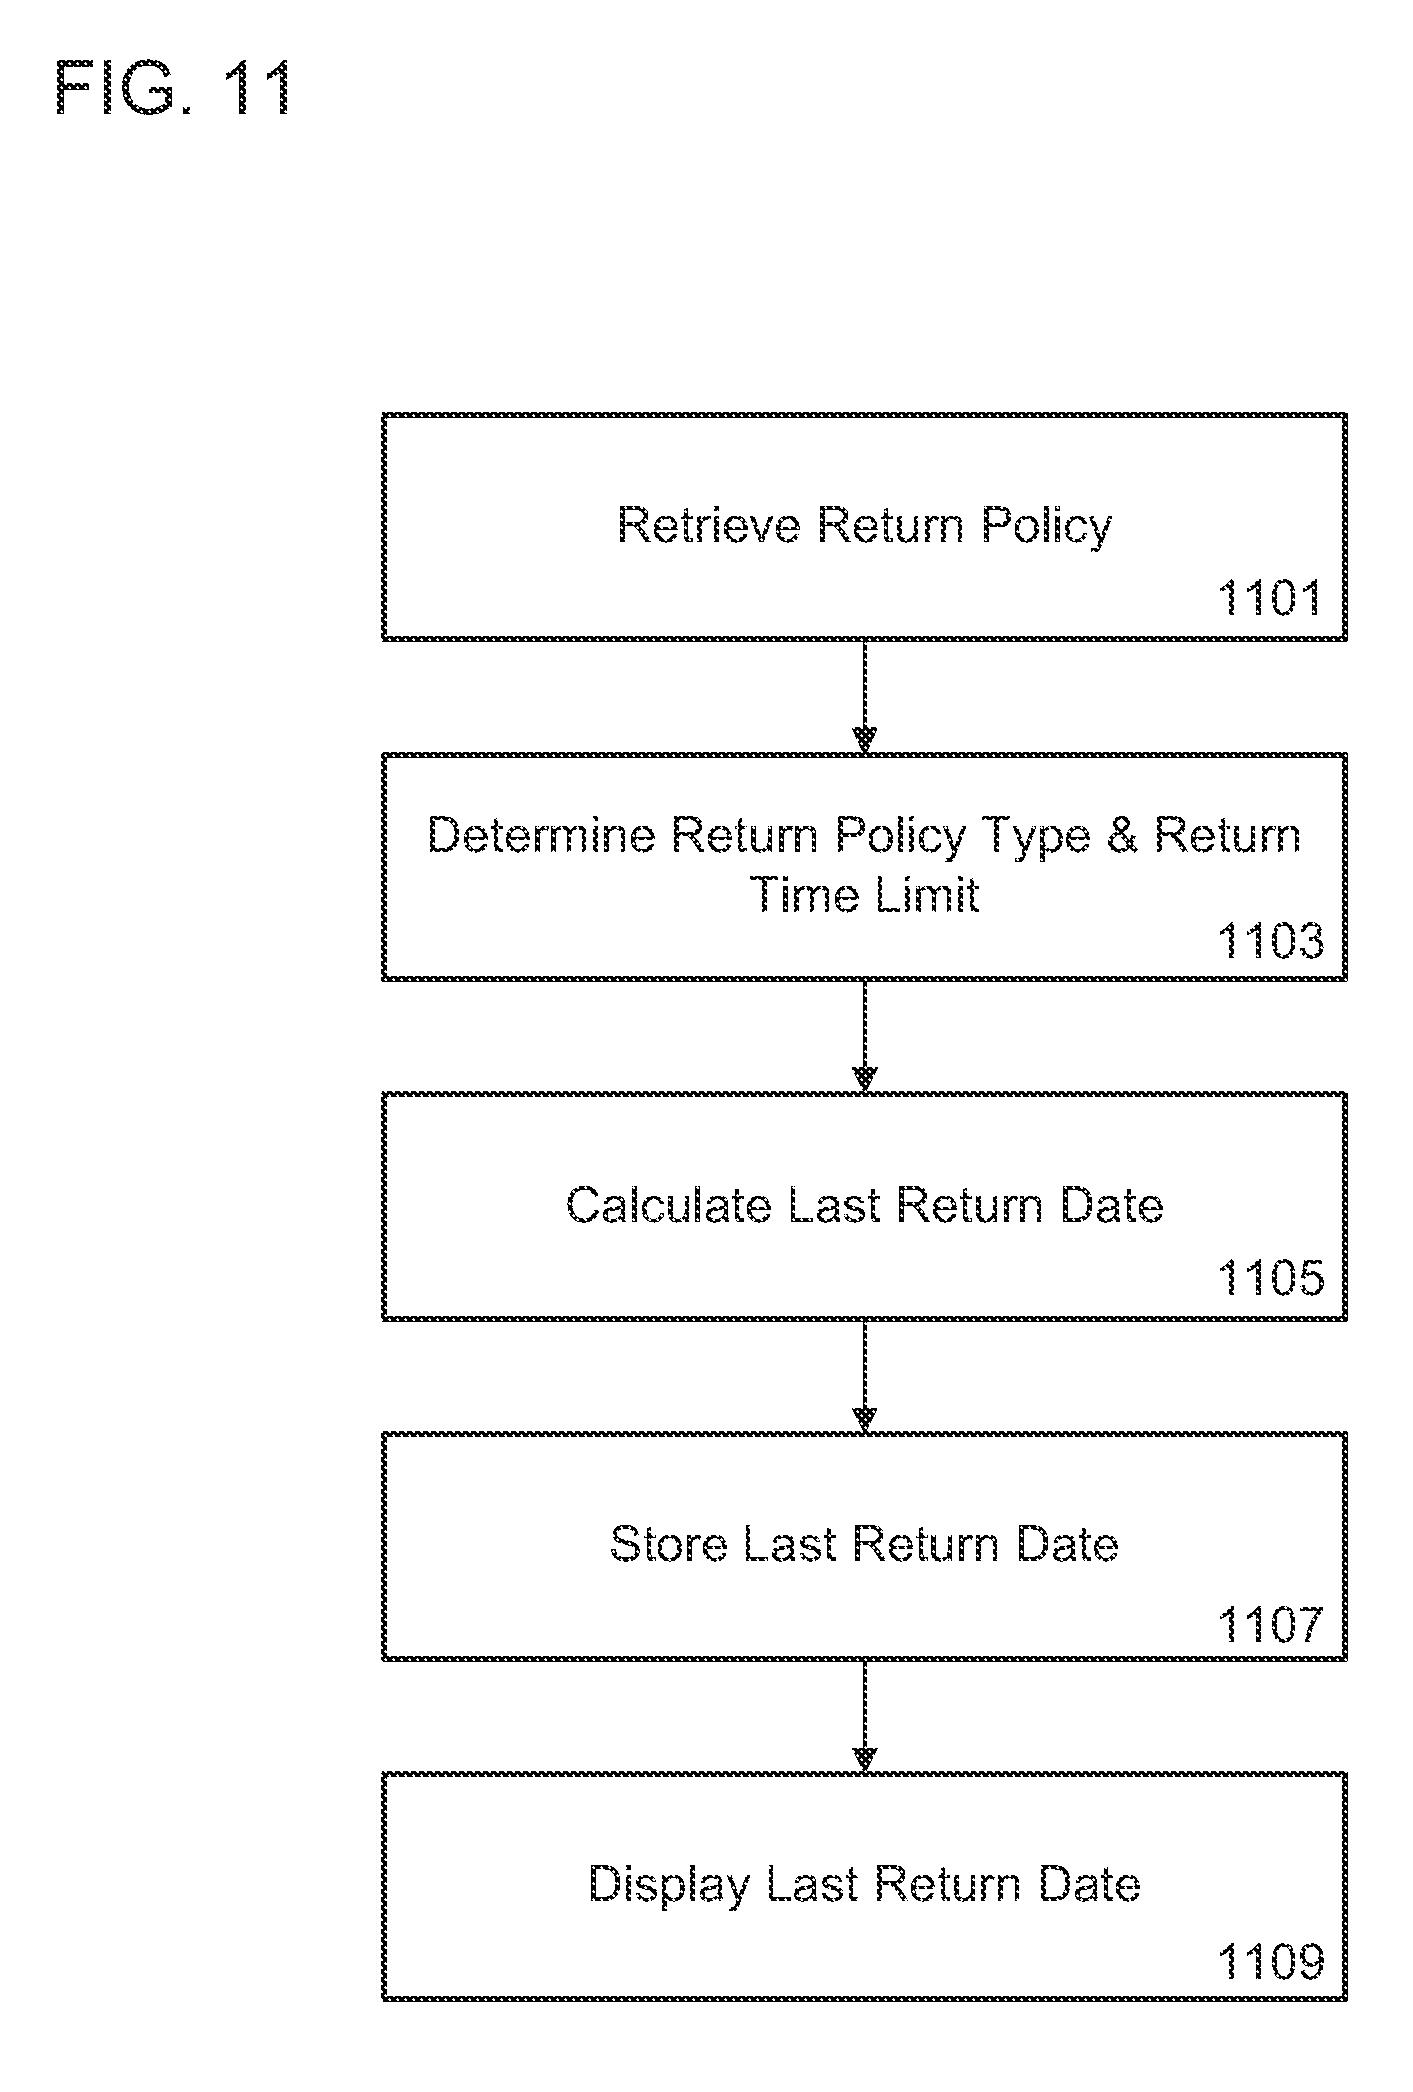 FIG. 11
Retrieve Return Policy
1101
Determine Return Policy Type & Return
Time Limit
1103
Calculate Last Return Date
1105
Store Last Return Date
1107
Display Last Return Date
1109